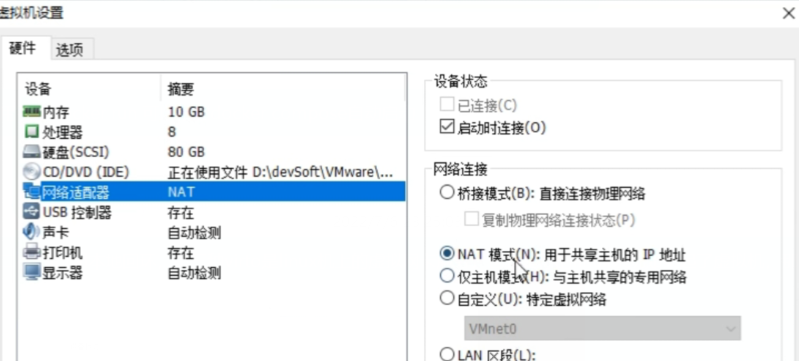 虚拟机设置
硬件
选项
设备
摘要
内存
10 GB
处理器
8
硬盘(SCSI)
80 GB
CD/DVD (IDE)
正在使用文件 D:\devSoft\VMware\...
网络适配器
NAT
USB 控制器
存在
声卡
自动检测
打印机
存在
显示器
自动检测
设备状态
已连接(C)
启动时连接(O)
网络连接
桥接模式(B): 直接连接物理网络
复制物理网络连接状态(P)
NAT 模式(N): 用于共享主机的 IP 地址
仅主机模式(H): 与主机共享的专用网络
自定义(U): 特定虚拟网络
VMnet0
LAN 区段(L):